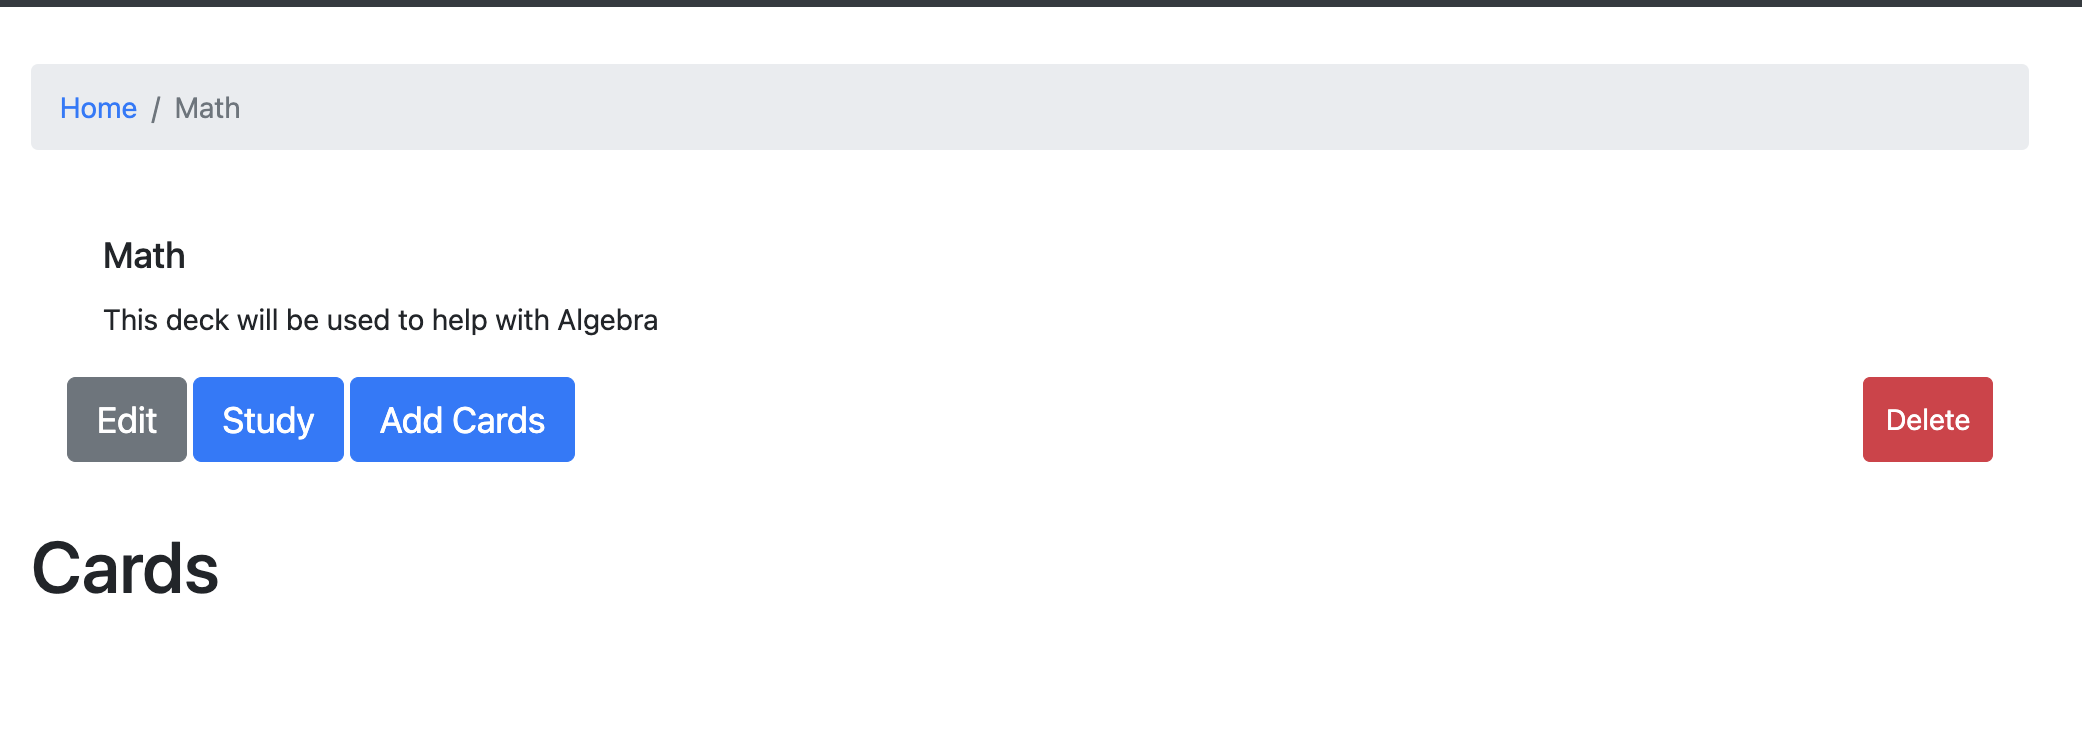 Home / Math
Math
This deck will be used to help with Algebra
Edit Study Add Cards Delete
Cards